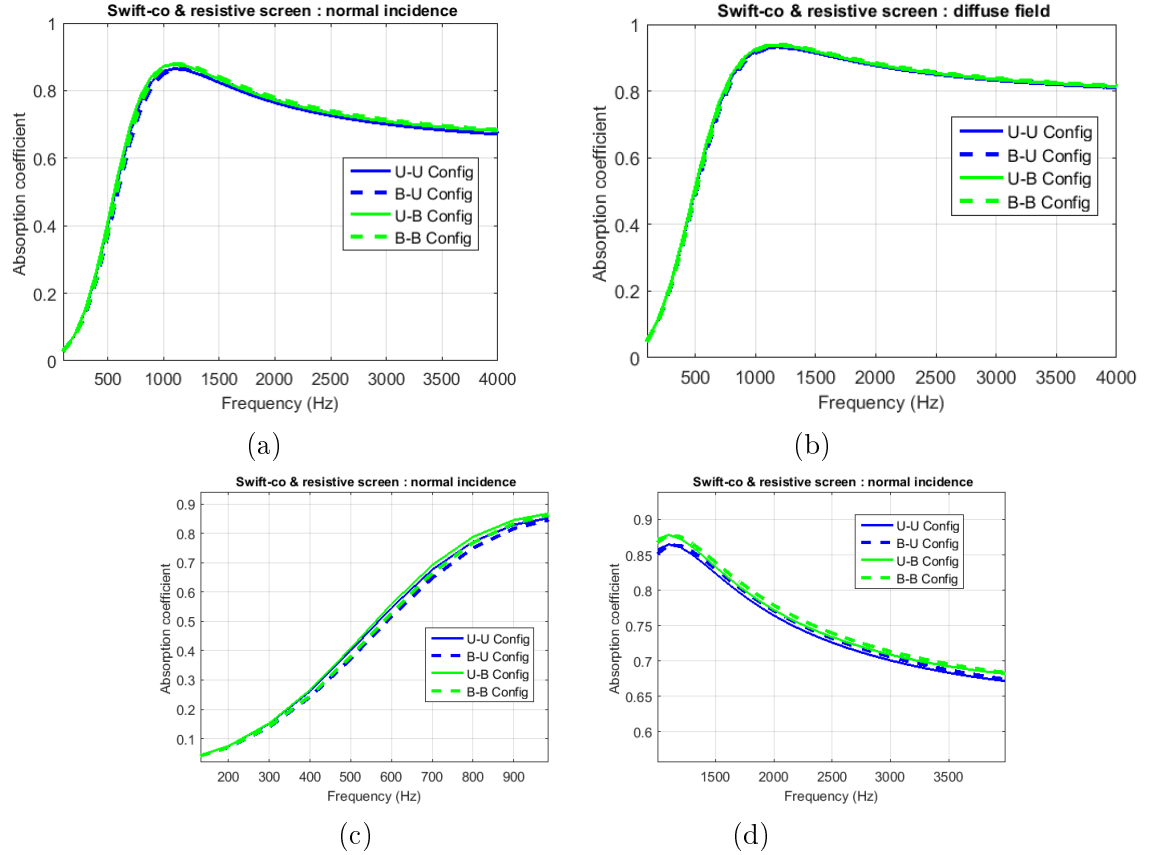 Swift-co & resistive screen : normal incidence
1
0.8
0.6
0.4
0.2
0
Absorption coefficient
500 1000 1500 2000 2500 3000 3500 4000
Frequency (Hz)
U-U Config
B-U Config
U-B Config
B-B Config
(a)
Swift-co & resistive screen : diffuse field
1
0.8
0.6
0.4
0.2
0
Absorption coefficient
500 1000 1500 2000 2500 3000 3500 4000
Frequency (Hz)
U-U Config
B-U Config
U-B Config
B-B Config
(b)
Swift-co & resistive screen : normal incidence
0.9
0.8
0.7
0.6
0.5
0.4
0.3
0.2
0.1
Absorption coefficient
200 300 400 500 600 700 800 900
Frequency (Hz)
U-U Config
B-U Config
U-B Config
B-B Config
(c)
Swift-co & resistive screen : normal incidence
0.9
0.85
0.8
0.75
0.7
0.65
0.6
Absorption coefficient
1500 2000 2500 3000 3500
Frequency (Hz)
U-U Config
B-U Config
U-B Config
B-B Config
(d)